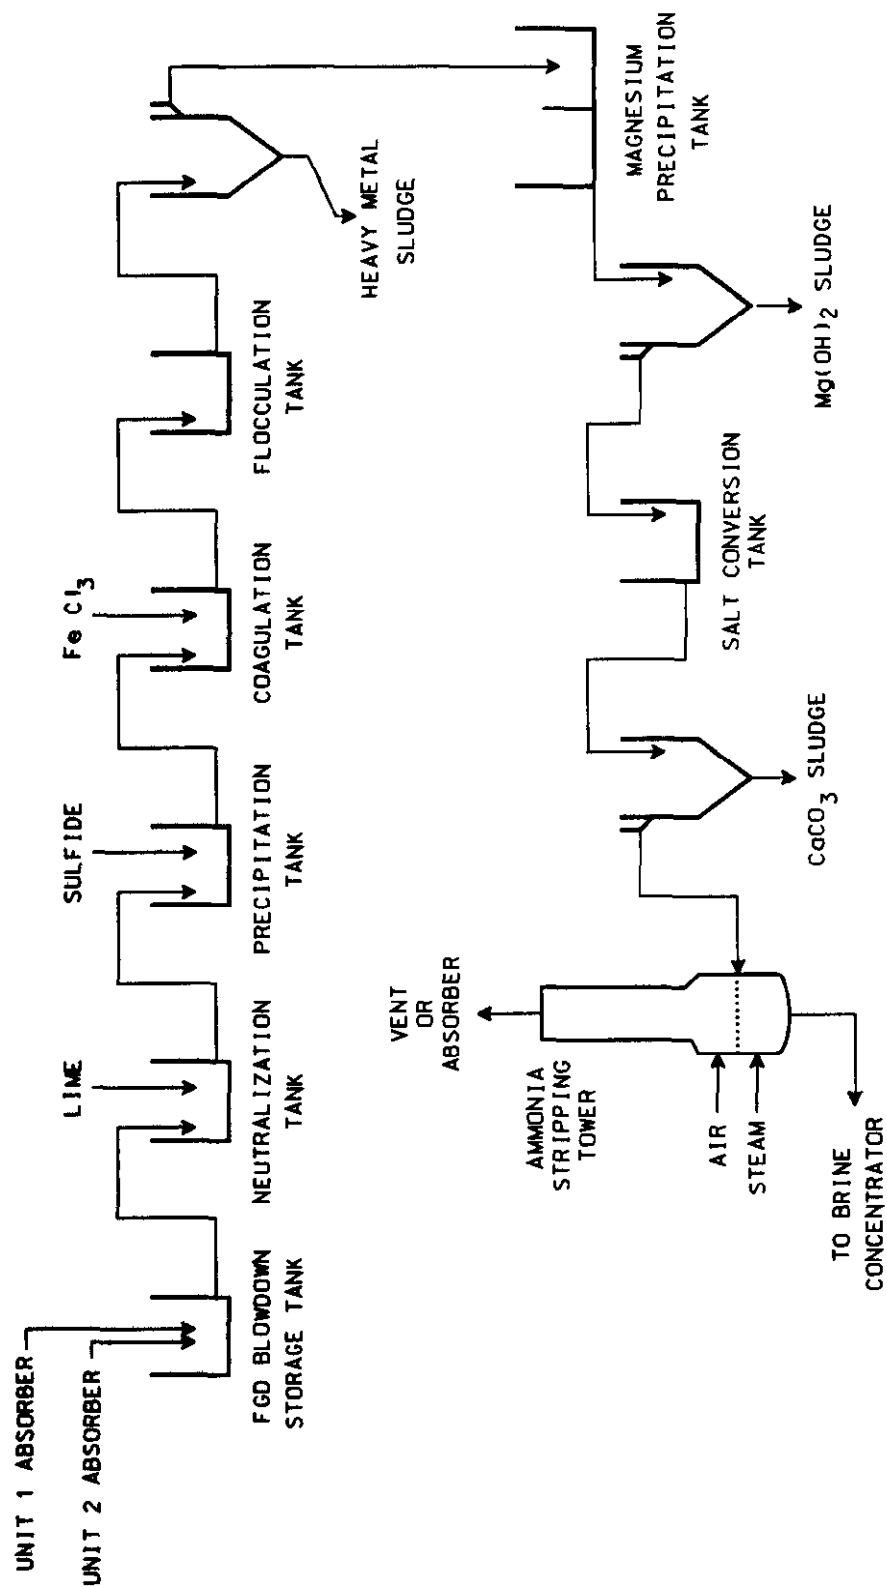 UNIT 1 ABSORBER
UNIT 2 ABSORBER
LIME
SULFIDE
Fe Cl3
FGD BLOWDOWN
STORAGE TANK
NEUTRALIZATION
TANK
PRECIPITATION
TANK
COAGULATION
TANK
FLOCCULATION
TANK
HEAVY METAL
SLUDGE
VENT
OR
ABSORBER
AMMONIA
STRIPPING
TOWER
AIR
STEAM
TO BRINE
CONCENTRATOR
CaCO3 SLUDGE
SALT CONVERSION
TANK
Mg(OH)2 SLUDGE
MAGNESIUM
PRECIPITATION
TANK